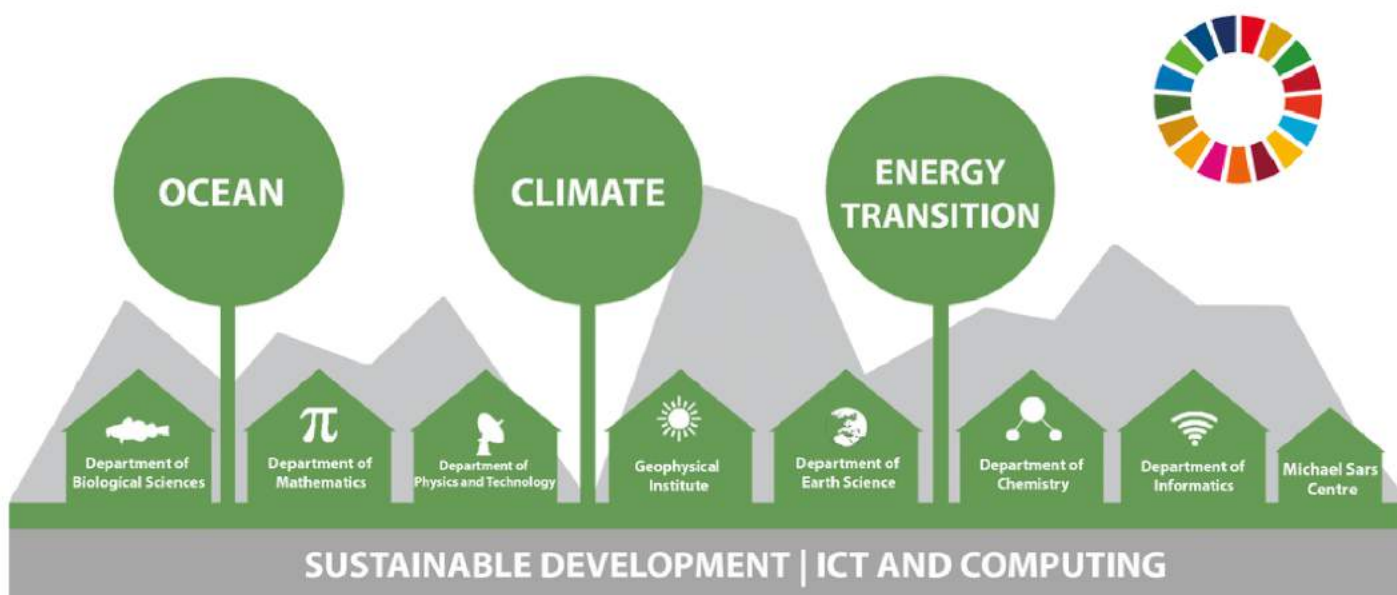 OCEAN
CLIMATE
ENERGY
TRANSITION
π
Department of
Biological Sciences
Department of
Mathematics
Department of
Physics and Technology
Geophysical
Institute
Department of
Earth Science
Department of
Chemistry
Department of
Informatics
Michael Sars
Centre
SUSTAINABLE DEVELOPMENT | ICT AND COMPUTING